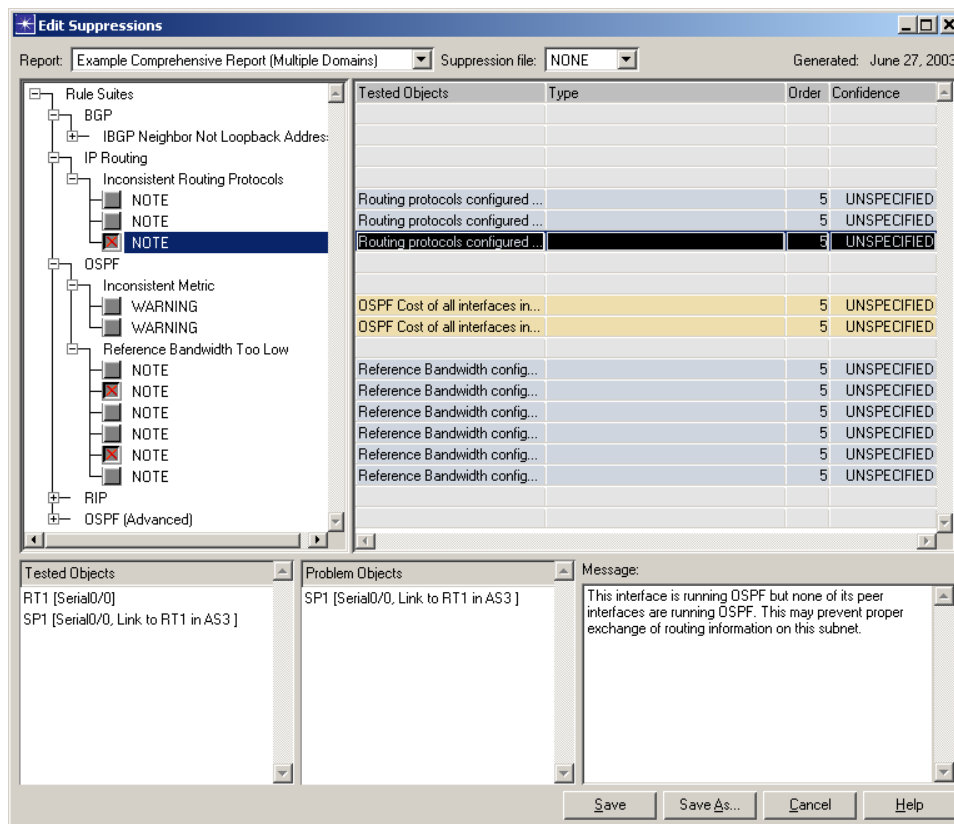 Edit Suppressions
Report: Example Comprehensive Report (Multiple Domains) Suppression file: NONE Generated: June 27, 2003
Rule Suites
BGP
IBGP Neighbor Not Loopback Addres
IP Routing
Inconsistent Routing Protocols
NOTE
NOTE
NOTE
OSPF
Inconsistent Metric
WARNING
WARNING
Reference Bandwidth Too Low
NOTE
NOTE
NOTE
NOTE
NOTE
NOTE
RIP
OSPF (Advanced)
Tested Objects Type Order Confidence
Routing protocols configured ... 5 UNSPECIFIED
Routing protocols configured ... 5 UNSPECIFIED
Routing protocols configured ... 5 UNSPECIFIED
OSPF Cost of all interfaces in... 5 UNSPECIFIED
OSPF Cost of all interfaces in... 5 UNSPECIFIED
Reference Bandwidth config... 5 UNSPECIFIED
Reference Bandwidth config... 5 UNSPECIFIED
Reference Bandwidth config... 5 UNSPECIFIED
Reference Bandwidth config... 5 UNSPECIFIED
Reference Bandwidth config... 5 UNSPECIFIED
Reference Bandwidth config... 5 UNSPECIFIED
Tested Objects
RT1 [Serial0/0]
SP1 [Serial0/0, Link to RT1 in AS3 ]
Problem Objects
SP1 [Serial0/0, Link to RT1 in AS3 ]
Message:
This interface is running OSPF but none of its peer
interfaces are running OSPF. This may prevent proper
exchange of routing information on this subnet.
Save Save As... Cancel Help